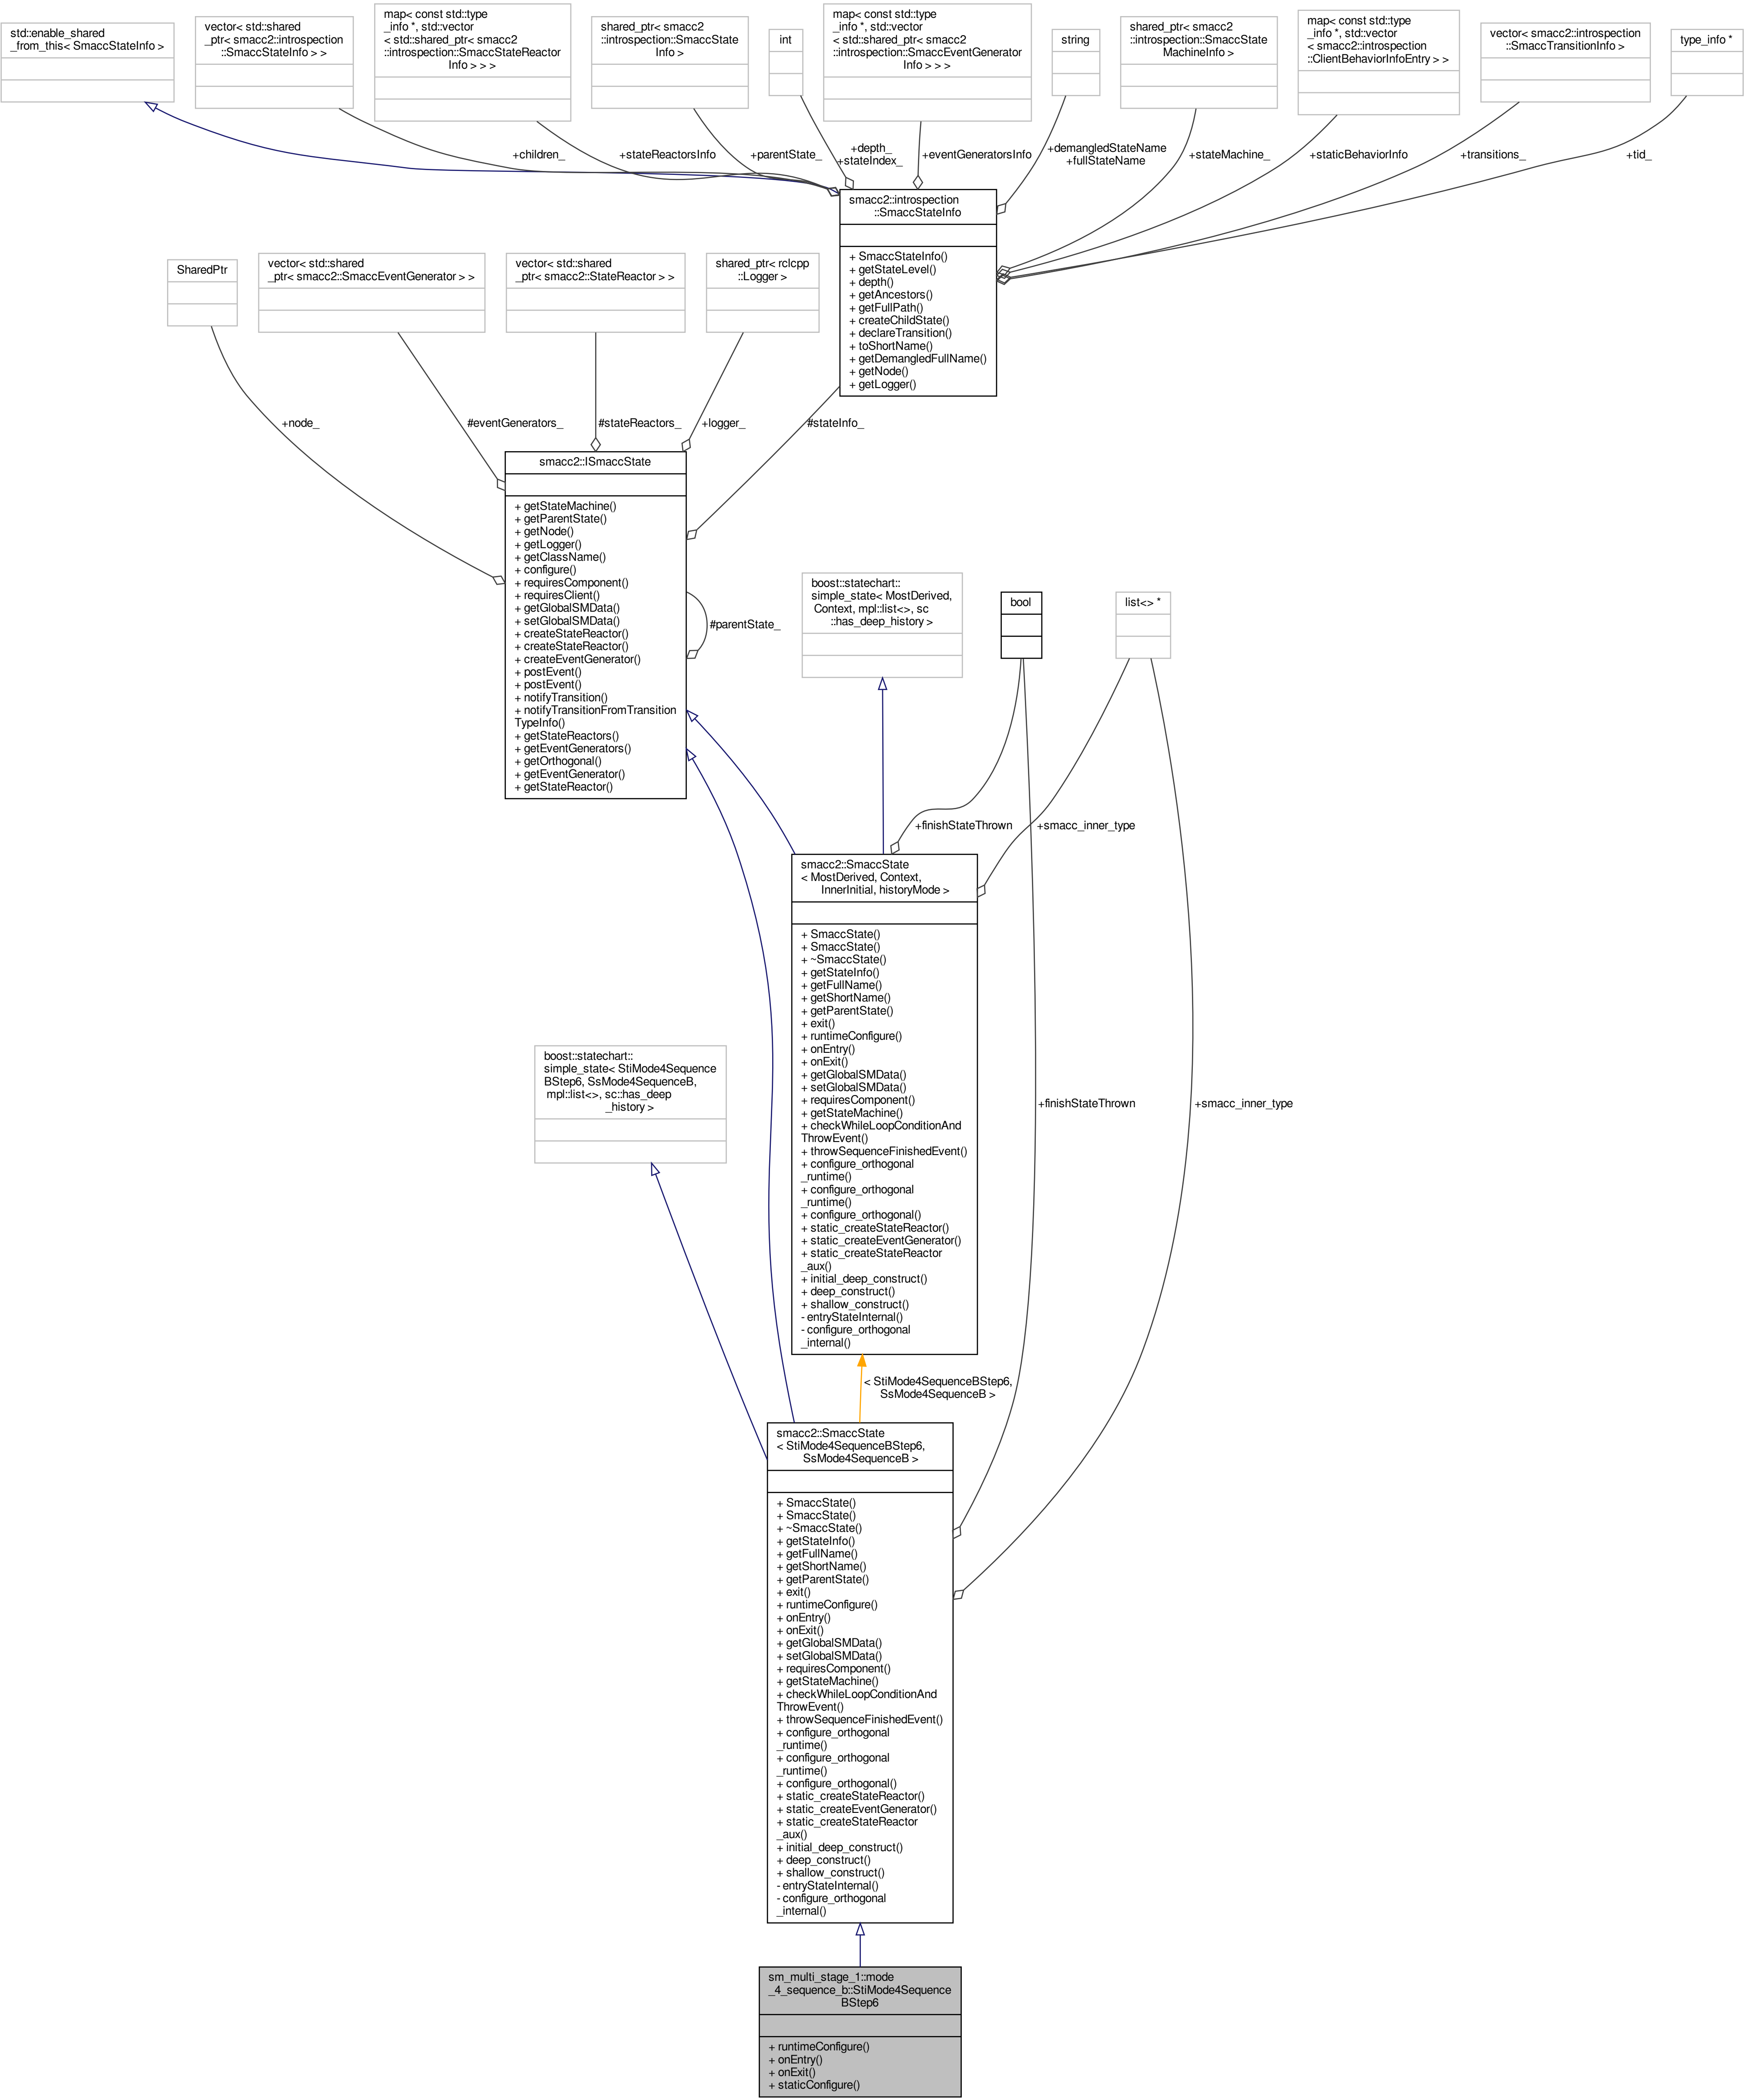 std::enable_shared
_from_this< SmaccStateInfo >
vector< std::shared
_ptr< smacc2::introspection
::SmaccStateInfo > >
map< const std::type
_info *, std::vector
< std::shared_ptr< smacc2
::introspection::SmaccStateReactor
Info > > >
shared_ptr< smacc2
::introspection::SmaccState
Info >
int
map< const std::type
_info *, std::vector
< std::shared_ptr< smacc2
::introspection::SmaccEventGenerator
Info > > >
string
shared_ptr< smacc2
::introspection::SmaccState
MachineInfo >
map< const std::type
_info *, std::vector
< smacc2::introspection
::ClientBehaviorInfoEntry > >
vector< smacc2::introspection
::SmaccTransitionInfo >
type_info *
+children_
+stateReactorsInfo
+parentState_
+depth_
+stateIndex_
+eventGeneratorsInfo
+demangledStateName
+fullStateName
+stateMachine_
+staticBehaviorInfo
+transitions_
+tid_
smacc2::introspection
::SmaccStateInfo
+ SmaccStateInfo()
+ getStateLevel()
+ depth()
+ getAncestors()
+ getFullPath()
+ createChildState()
+ declareTransition()
+ toShortName()
+ getDemangledFullName()
+ getNode()
+ getLogger()
SharedPtr
vector< std::shared
_ptr< smacc2::SmaccEventGenerator > >
vector< std::shared
_ptr< smacc2::StateReactor > >
shared_ptr< rclcpp
::Logger >
+node_
#eventGenerators_
#stateReactors_
+logger_
#stateInfo_
smacc2::ISmaccState
+ getStateMachine()
+ getParentState()
+ getNode()
+ getLogger()
+ getClassName()
+ configure()
+ requiresComponent()
+ requiresClient()
+ getGlobalSMData()
+ setGlobalSMData()
+ createStateReactor()
+ createStateReactor()
+ createEventGenerator()
+ postEvent()
+ postEvent()
+ notifyTransition()
+ notifyTransitionFromTransition
TypeInfo()
+ getStateReactors()
+ getEventGenerators()
+ getOrthogonal()
+ getEventGenerator()
+ getStateReactor()
#parentState_
boost::statechart::
simple_state< MostDerived,
Context, mpl::list<>, sc
::has_deep_history >
bool
list<> *
+finishStateThrown
+smacc_inner_type
smacc2::SmaccState
< MostDerived, Context,
InnerInitial, historyMode >
+ SmaccState()
+ SmaccState()
+ ~SmaccState()
+ getStateInfo()
+ getFullName()
+ getShortName()
+ getParentState()
+ exit()
+ runtimeConfigure()
+ onEntry()
+ onExit()
+ getGlobalSMData()
+ setGlobalSMData()
+ requiresComponent()
+ getStateMachine()
+ checkWhileLoopConditionAnd
ThrowEvent()
+ throwSequenceFinishedEvent()
+ configure_orthogonal
_runtime()
+ configure_orthogonal
_runtime()
+ configure_orthogonal()
+ static_createStateReactor()
+ static_createEventGenerator()
+ static_createStateReactor
_aux()
+ initial_deep_construct()
+ deep_construct()
+ shallow_construct()
- entryStateInternal()
- configure_orthogonal
_internal()
boost::statechart::
simple_state< StiMode4Sequence
BStep6, SsMode4SequenceB,
mpl::list<>, sc::has_deep
_history >
+finishStateThrown
+smacc_inner_type
< StiMode4SequenceBStep6,
SsMode4SequenceB >
smacc2::SmaccState
< StiMode4SequenceBStep6,
SsMode4SequenceB >
+ SmaccState()
+ SmaccState()
+ ~SmaccState()
+ getStateInfo()
+ getFullName()
+ getShortName()
+ getParentState()
+ exit()
+ runtimeConfigure()
+ onEntry()
+ onExit()
+ getGlobalSMData()
+ setGlobalSMData()
+ requiresComponent()
+ getStateMachine()
+ checkWhileLoopConditionAnd
ThrowEvent()
+ throwSequenceFinishedEvent()
+ configure_orthogonal
_runtime()
+ configure_orthogonal
_runtime()
+ configure_orthogonal()
+ static_createStateReactor()
+ static_createEventGenerator()
+ static_createStateReactor
_aux()
+ initial_deep_construct()
+ deep_construct()
+ shallow_construct()
- entryStateInternal()
- configure_orthogonal
_internal()
sm_multi_stage_1::mode
_4_sequence_b::StiMode4Sequence
BStep6
+ runtimeConfigure()
+ onEntry()
+ onExit()
+ staticConfigure()